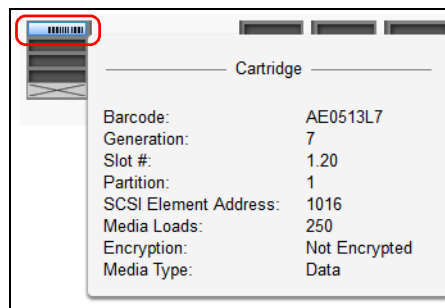 Cartridge
Barcode: AE0513L7
Generation: 7
Slot #: 1.20
Partition: 1
SCSI Element Address: 1016
Media Loads: 250
Encryption: Not Encrypted
Media Type: Data